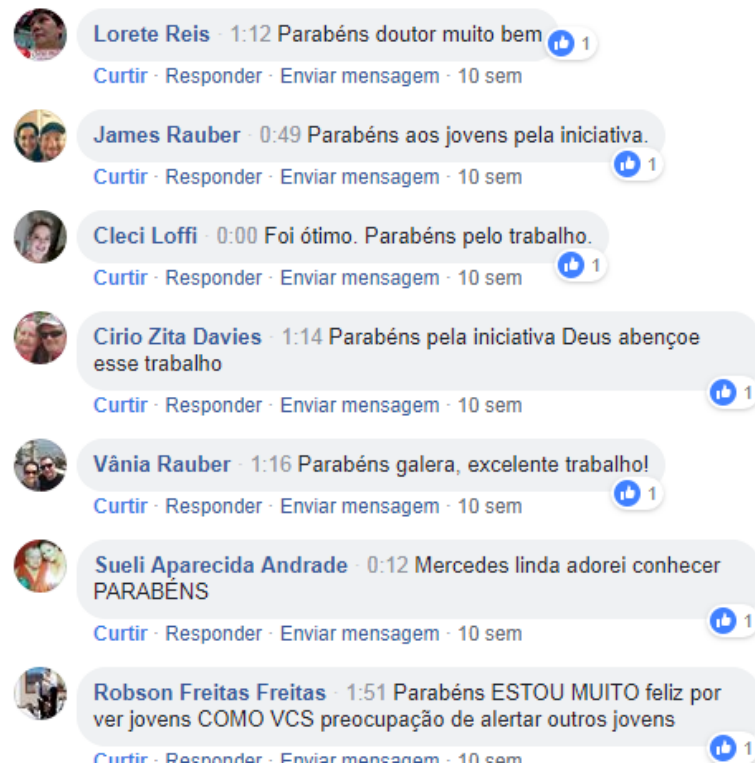 Lorete Reis · 1:12 Parabéns doutor muito bem 1
Curtir · Responder · Enviar mensagem · 10 sem
James Rauber · 0:49 Parabéns aos jovens pela iniciativa.
1
Curtir · Responder · Enviar mensagem · 10 sem
Cleci Loffi · 0:00 Foi ótimo. Parabéns pelo trabalho.
1
Curtir · Responder · Enviar mensagem · 10 sem
Cirio Zita Davies · 1:14 Parabéns pela iniciativa Deus abençoe
esse trabalho
1
Curtir · Responder · Enviar mensagem · 10 sem
Vânia Rauber · 1:16 Parabéns galera, excelente trabalho!
1
Curtir · Responder · Enviar mensagem · 10 sem
Sueli Aparecida Andrade · 0:12 Mercedes linda adorei conhecer
PARABÉNS
1
Curtir · Responder · Enviar mensagem · 10 sem
Robson Freitas Freitas · 1:51 Parabéns ESTOU MUITO feliz por
ver jovens COMO VCS preocupação de alertar outros jovens
1
Curtir · Responder · Enviar mensagem · 10 sem